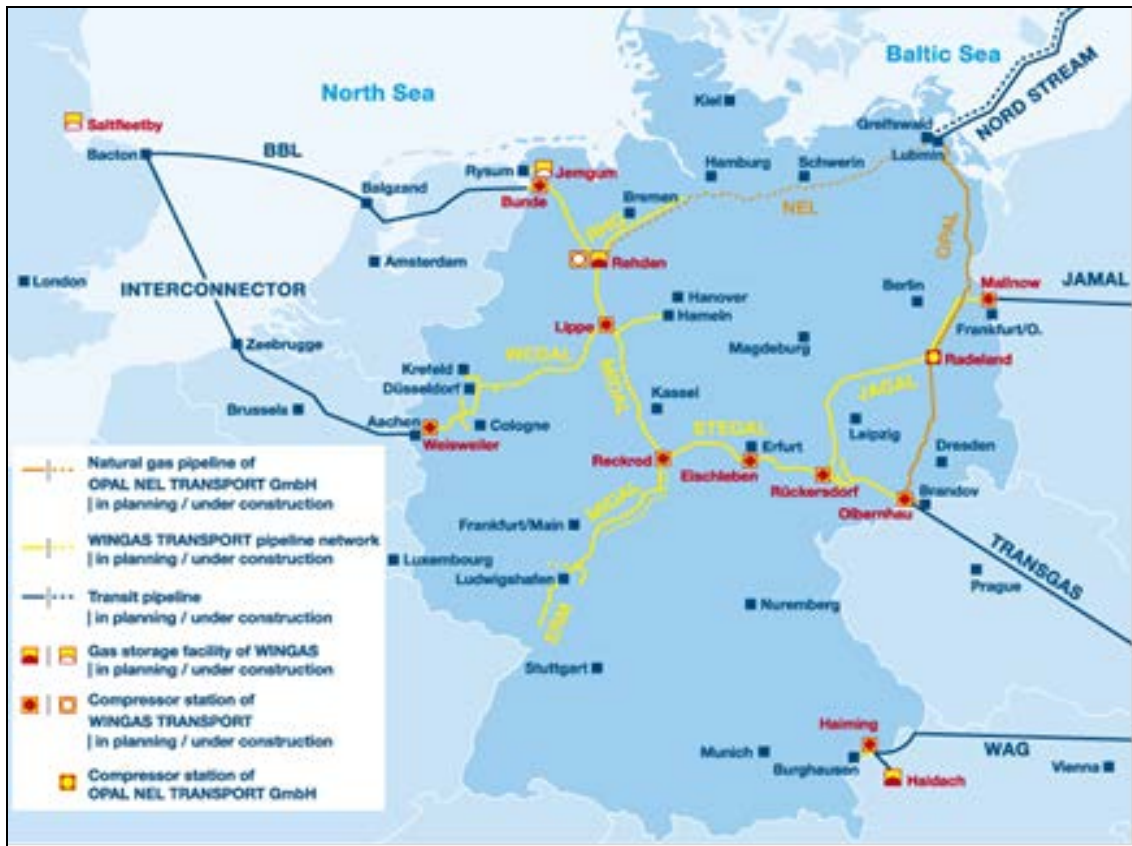 Baltic Sea
North Sea
Kiel
NORD STREAM
Saltfleetby
Greifswald
Lubmin
Bacton
BBL
Rysum
Jemgum
Hamburg
Schwerin
Balgzand
Bunde
Bremen
NEL
OPAL
RHG
Amsterdam
Rehden
London
INTERCONNECTOR
Hanover
Berlin
Mallnow
JAMAL
Hameln
Frankfurt/O.
Lippe
Zeebrugge
Magdeburg
Radeland
WEDAL
Krefeld
Düsseldorf
MIDAL
Kassel
JAGAL
Brussels
Aachen
Cologne
STEGAL
Leipzig
Weisweiler
Erfurt
Dresden
Reckrod
Eischleben
Rückersdorf
Brandov
Olbernhau
MIDAL
Frankfurt/Main
TRANSGAS
Luxembourg
Ludwigshafen
Prague
Nuremberg
Stuttgart
Haiming
Munich
Burghausen
WAG
Vienna
Haidach
Natural gas pipeline of
OPAL NEL TRANSPORT GmbH
| in planning / under construction
WINGAS TRANSPORT pipeline network
| in planning / under construction
Transit pipeline
| in planning / under construction
Gas storage facility of WINGAS
| in planning / under construction
Compressor station of
WINGAS TRANSPORT
| in planning / under construction
Compressor station of
OPAL NEL TRANSPORT GmbH